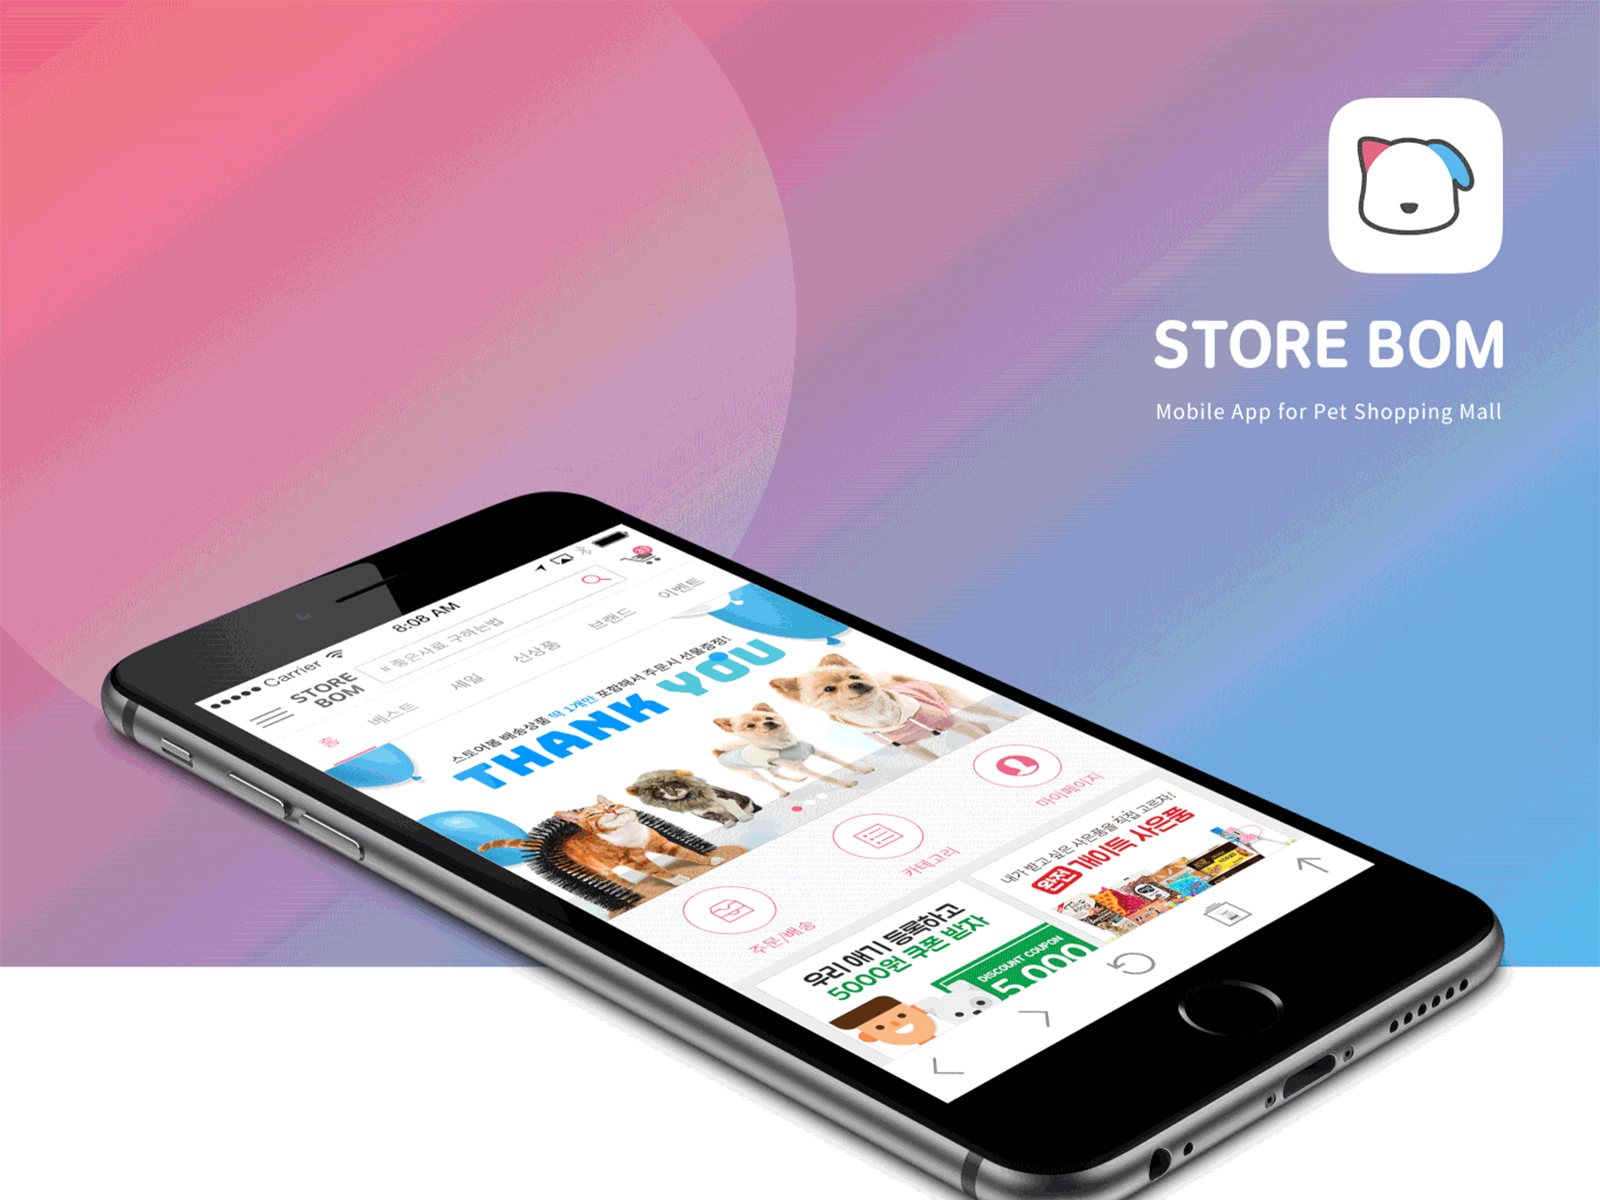 STORE BOM
Mobile App for Pet Shopping Mall
Carrier
8:08 AM
STORE
BOM
# 좋은사료 구하는법
홈
베스트
세일
신상품
브랜드
이벤트
스토어봄 배송상품 딱 1개만 포함해서 주문시 선물증정!
THANK YOU
주문/배송
카테고리
마이페이지
우리 애기 등록하고
5000원 쿠폰 받자
DISCOUNT COUPON
5,000
내가 받고 싶은 사은품을 직접 고르자!
완전 개이득 사은품